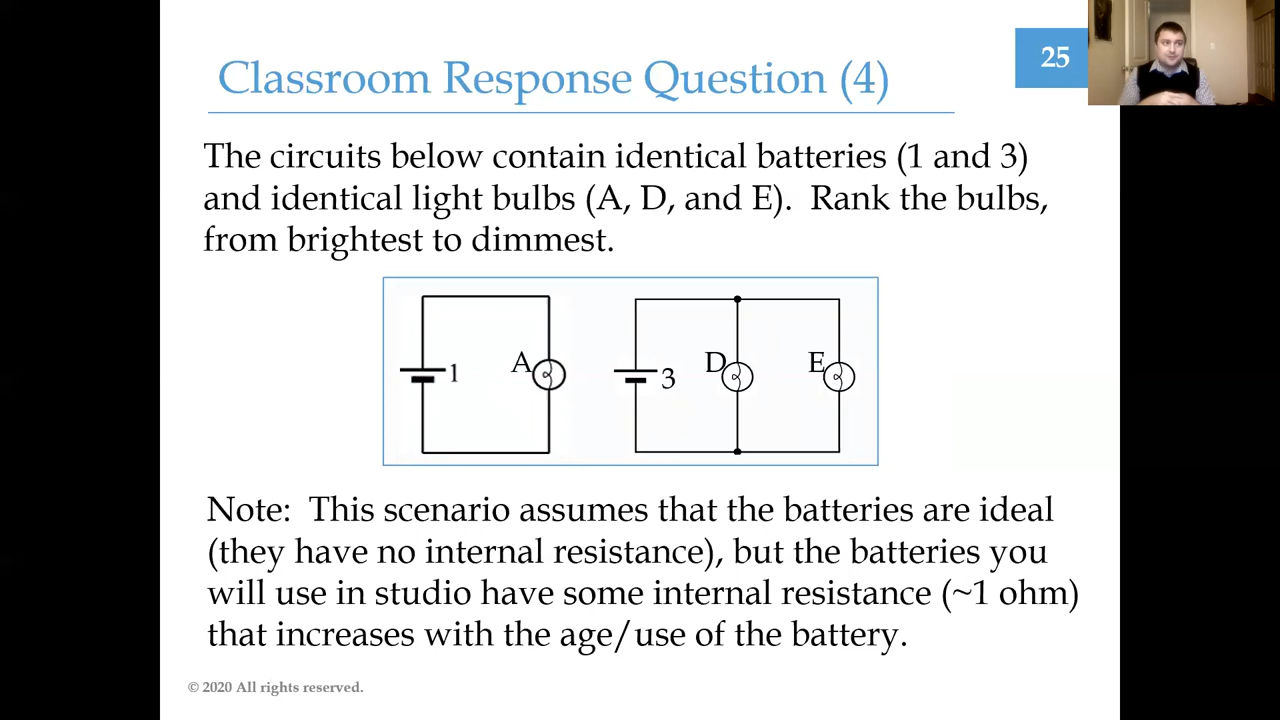 Classroom Response Question (4)
25
The circuits below contain identical batteries (1 and 3)
and identical light bulbs (A, D, and E).  Rank the bulbs,
from brightest to dimmest.
1
A
3
D
E
Note:  This scenario assumes that the batteries are ideal
(they have no internal resistance), but the batteries you
will use in studio have some internal resistance (~1 ohm)
that increases with the age/use of the battery.
© 2020 All rights reserved.